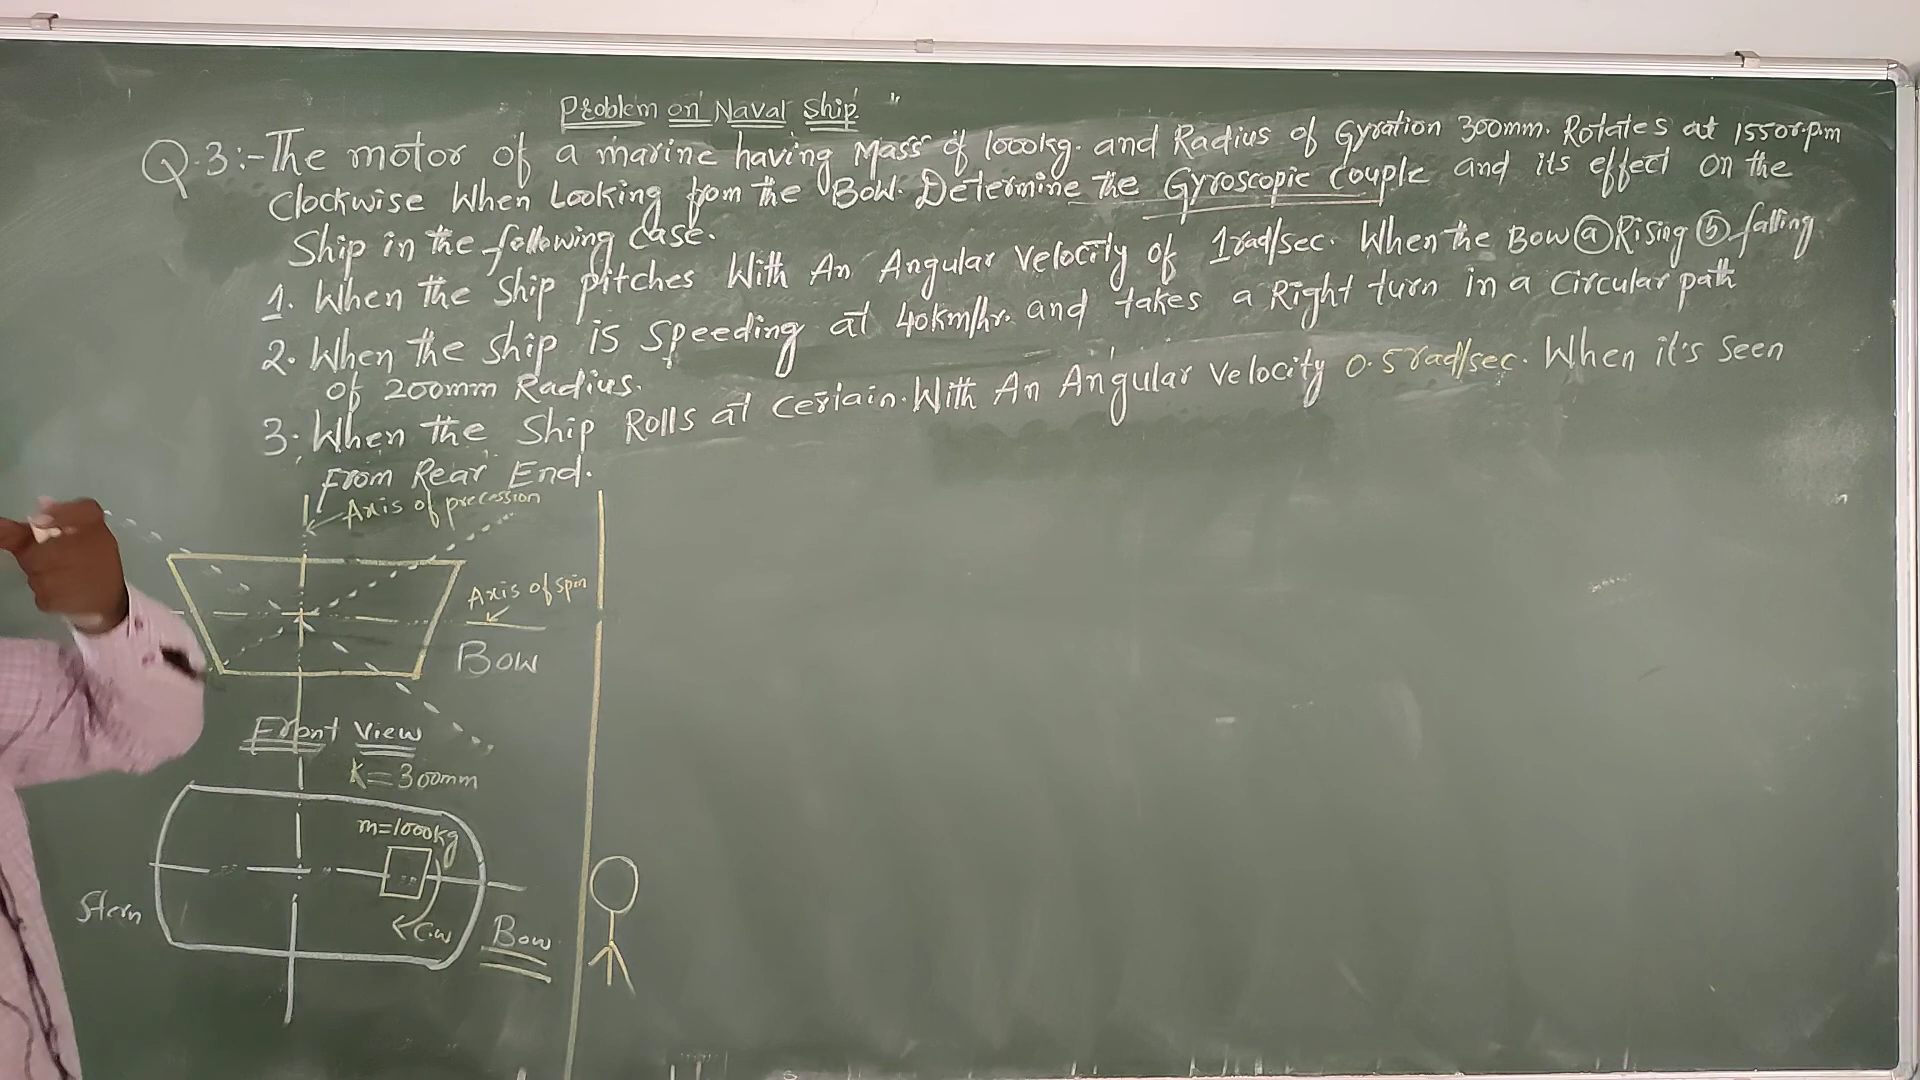 Problem on Naval Ship "
Q.3:- The motor of a marine having Mass of 1000kg. and Radius of Gyration 300mm. Rotates at 1550r.p.m
Clockwise When Looking from the Bow. Determine the Gyroscopic Couple and its effect on the
Ship in the following Case.
1. When the Ship pitches With An Angular Velocity of 1rad/sec. When the Bow ⓐ Rising ⓑ falling
2. When the Ship is Speeding at 40km/hr. and takes a Right turn in a Circular path
of 200mm Radius.
3. When the Ship Rolls at Certain. With An Angular Velocity 0.5 rad/sec. When it's Seen
From Rear End.
Axis of precession
Axis of spin
Bow
Front View
K=300mm
m=1000kg
Stern
C.w
Bow